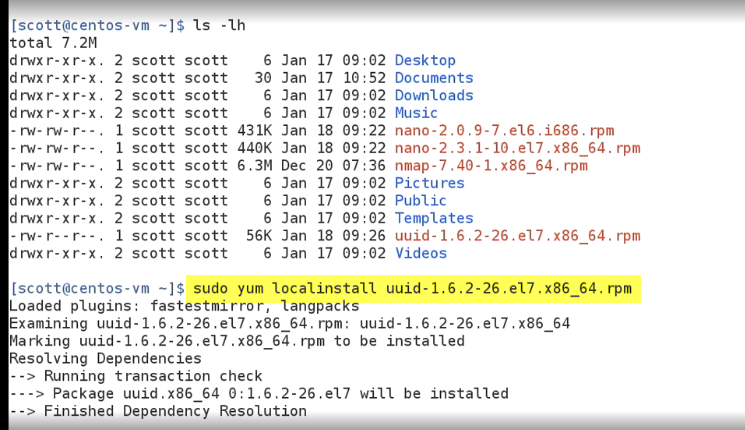 [scott@centos-vm ~]$ ls -lh
total 7.2M
drwxr-xr-x. 2 scott scott    6 Jan 17 09:02 Desktop
drwxr-xr-x. 2 scott scott   30 Jan 17 10:52 Documents
drwxr-xr-x. 2 scott scott    6 Jan 17 09:02 Downloads
drwxr-xr-x. 2 scott scott    6 Jan 17 09:02 Music
-rw-rw-r--. 1 scott scott 431K Jan 18 09:22 nano-2.0.9-7.el6.i686.rpm
-rw-rw-r--. 1 scott scott 440K Jan 18 09:22 nano-2.3.1-10.el7.x86_64.rpm
-rw-rw-r--. 1 scott scott 6.3M Dec 20 07:36 nmap-7.40-1.x86_64.rpm
drwxr-xr-x. 2 scott scott    6 Jan 17 09:02 Pictures
drwxr-xr-x. 2 scott scott    6 Jan 17 09:02 Public
drwxr-xr-x. 2 scott scott    6 Jan 17 09:02 Templates
-rw-r--r--. 1 scott scott  56K Jan 18 09:26 uuid-1.6.2-26.el7.x86_64.rpm
drwxr-xr-x. 2 scott scott    6 Jan 17 09:02 Videos
[scott@centos-vm ~]$ sudo yum localinstall uuid-1.6.2-26.el7.x86_64.rpm
Loaded plugins: fastestmirror, langpacks
Examining uuid-1.6.2-26.el7.x86_64.rpm: uuid-1.6.2-26.el7.x86_64
Marking uuid-1.6.2-26.el7.x86_64.rpm to be installed
Resolving Dependencies
--> Running transaction check
---> Package uuid.x86_64 0:1.6.2-26.el7 will be installed
--> Finished Dependency Resolution